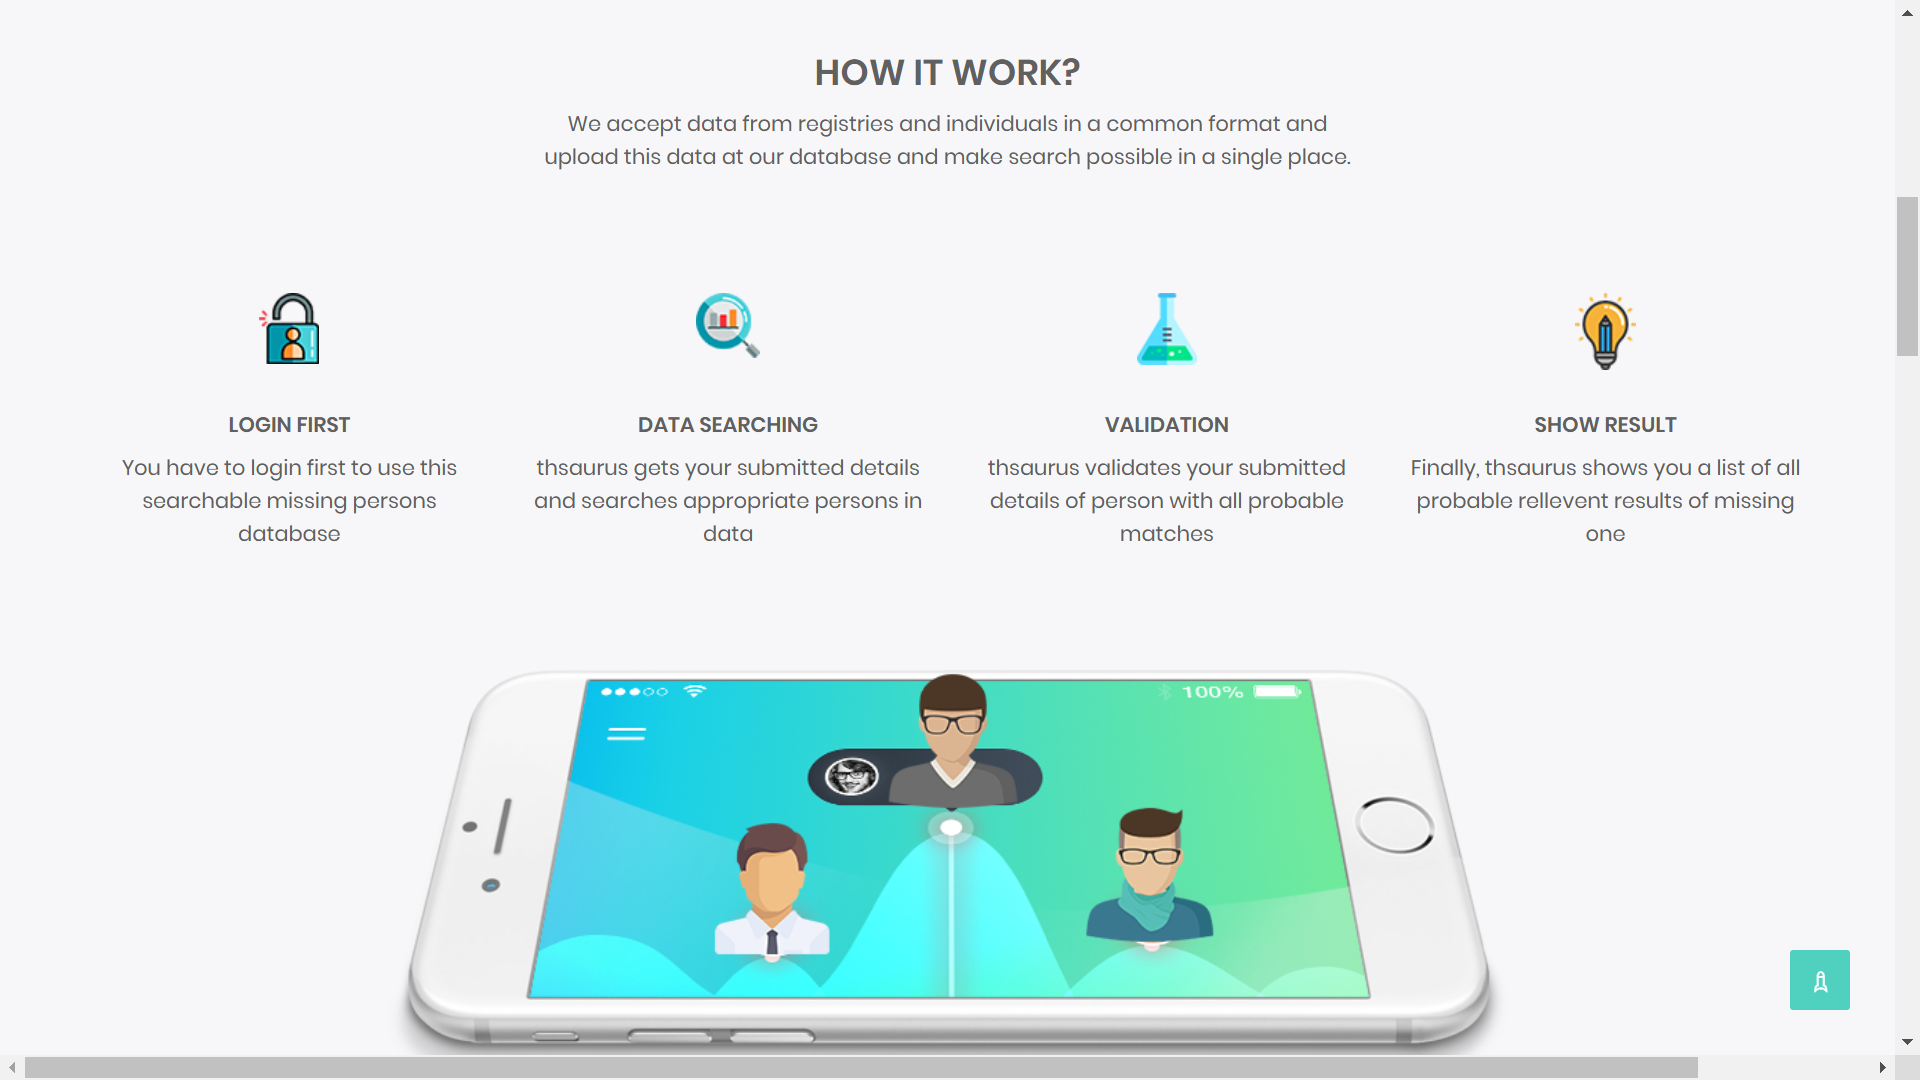 HOW IT WORK?
We accept data from registries and individuals in a common format and
upload this data at our database and make search possible in a single place.
LOGIN FIRST
You have to login first to use this
searchable missing persons
database
DATA SEARCHING
thsaurus gets your submitted details
and searches appropriate persons in
data
VALIDATION
thsaurus validates your submitted
details of person with all probable
matches
SHOW RESULT
Finally, thsaurus shows you a list of all
probable rellevent results of missing
one
100%